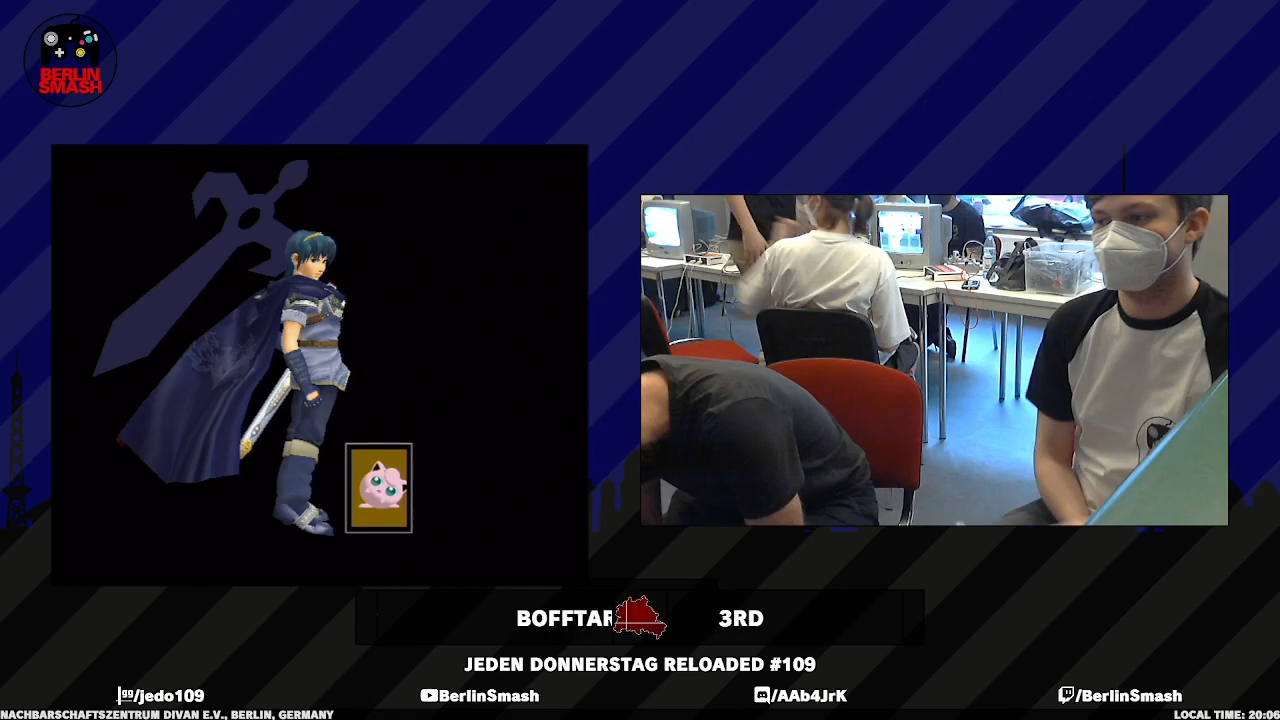 BERLIN
SMASH
BOFFTAR 3RD
JEDEN DONNERSTAG RELOADED #109
/jedo109 BerlinSmash /AAb4JrK /BerlinSmash
NACHBARSCHAFTSZENTRUM DIVAN E.V., BERLIN, GERMANY LOCAL TIME: 20:06